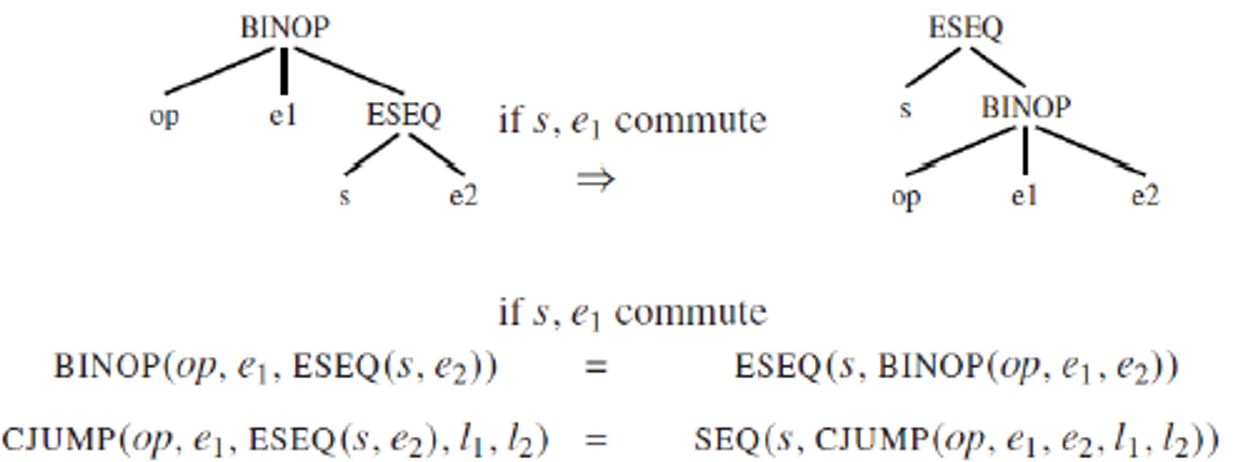 BINOP ESEQ
op e1 ESEQ if s, e₁ commute s BINOP
s e2 ⇒ op e1 e2
if s, e₁ commute
BINOP(op, e₁, ESEQ(s, e₂)) = ESEQ(s, BINOP(op, e₁, e₂))
CJUMP(op, e₁, ESEQ(s, e₂), l₁, l₂) = SEQ(s, CJUMP(op, e₁, e₂, l₁, l₂))